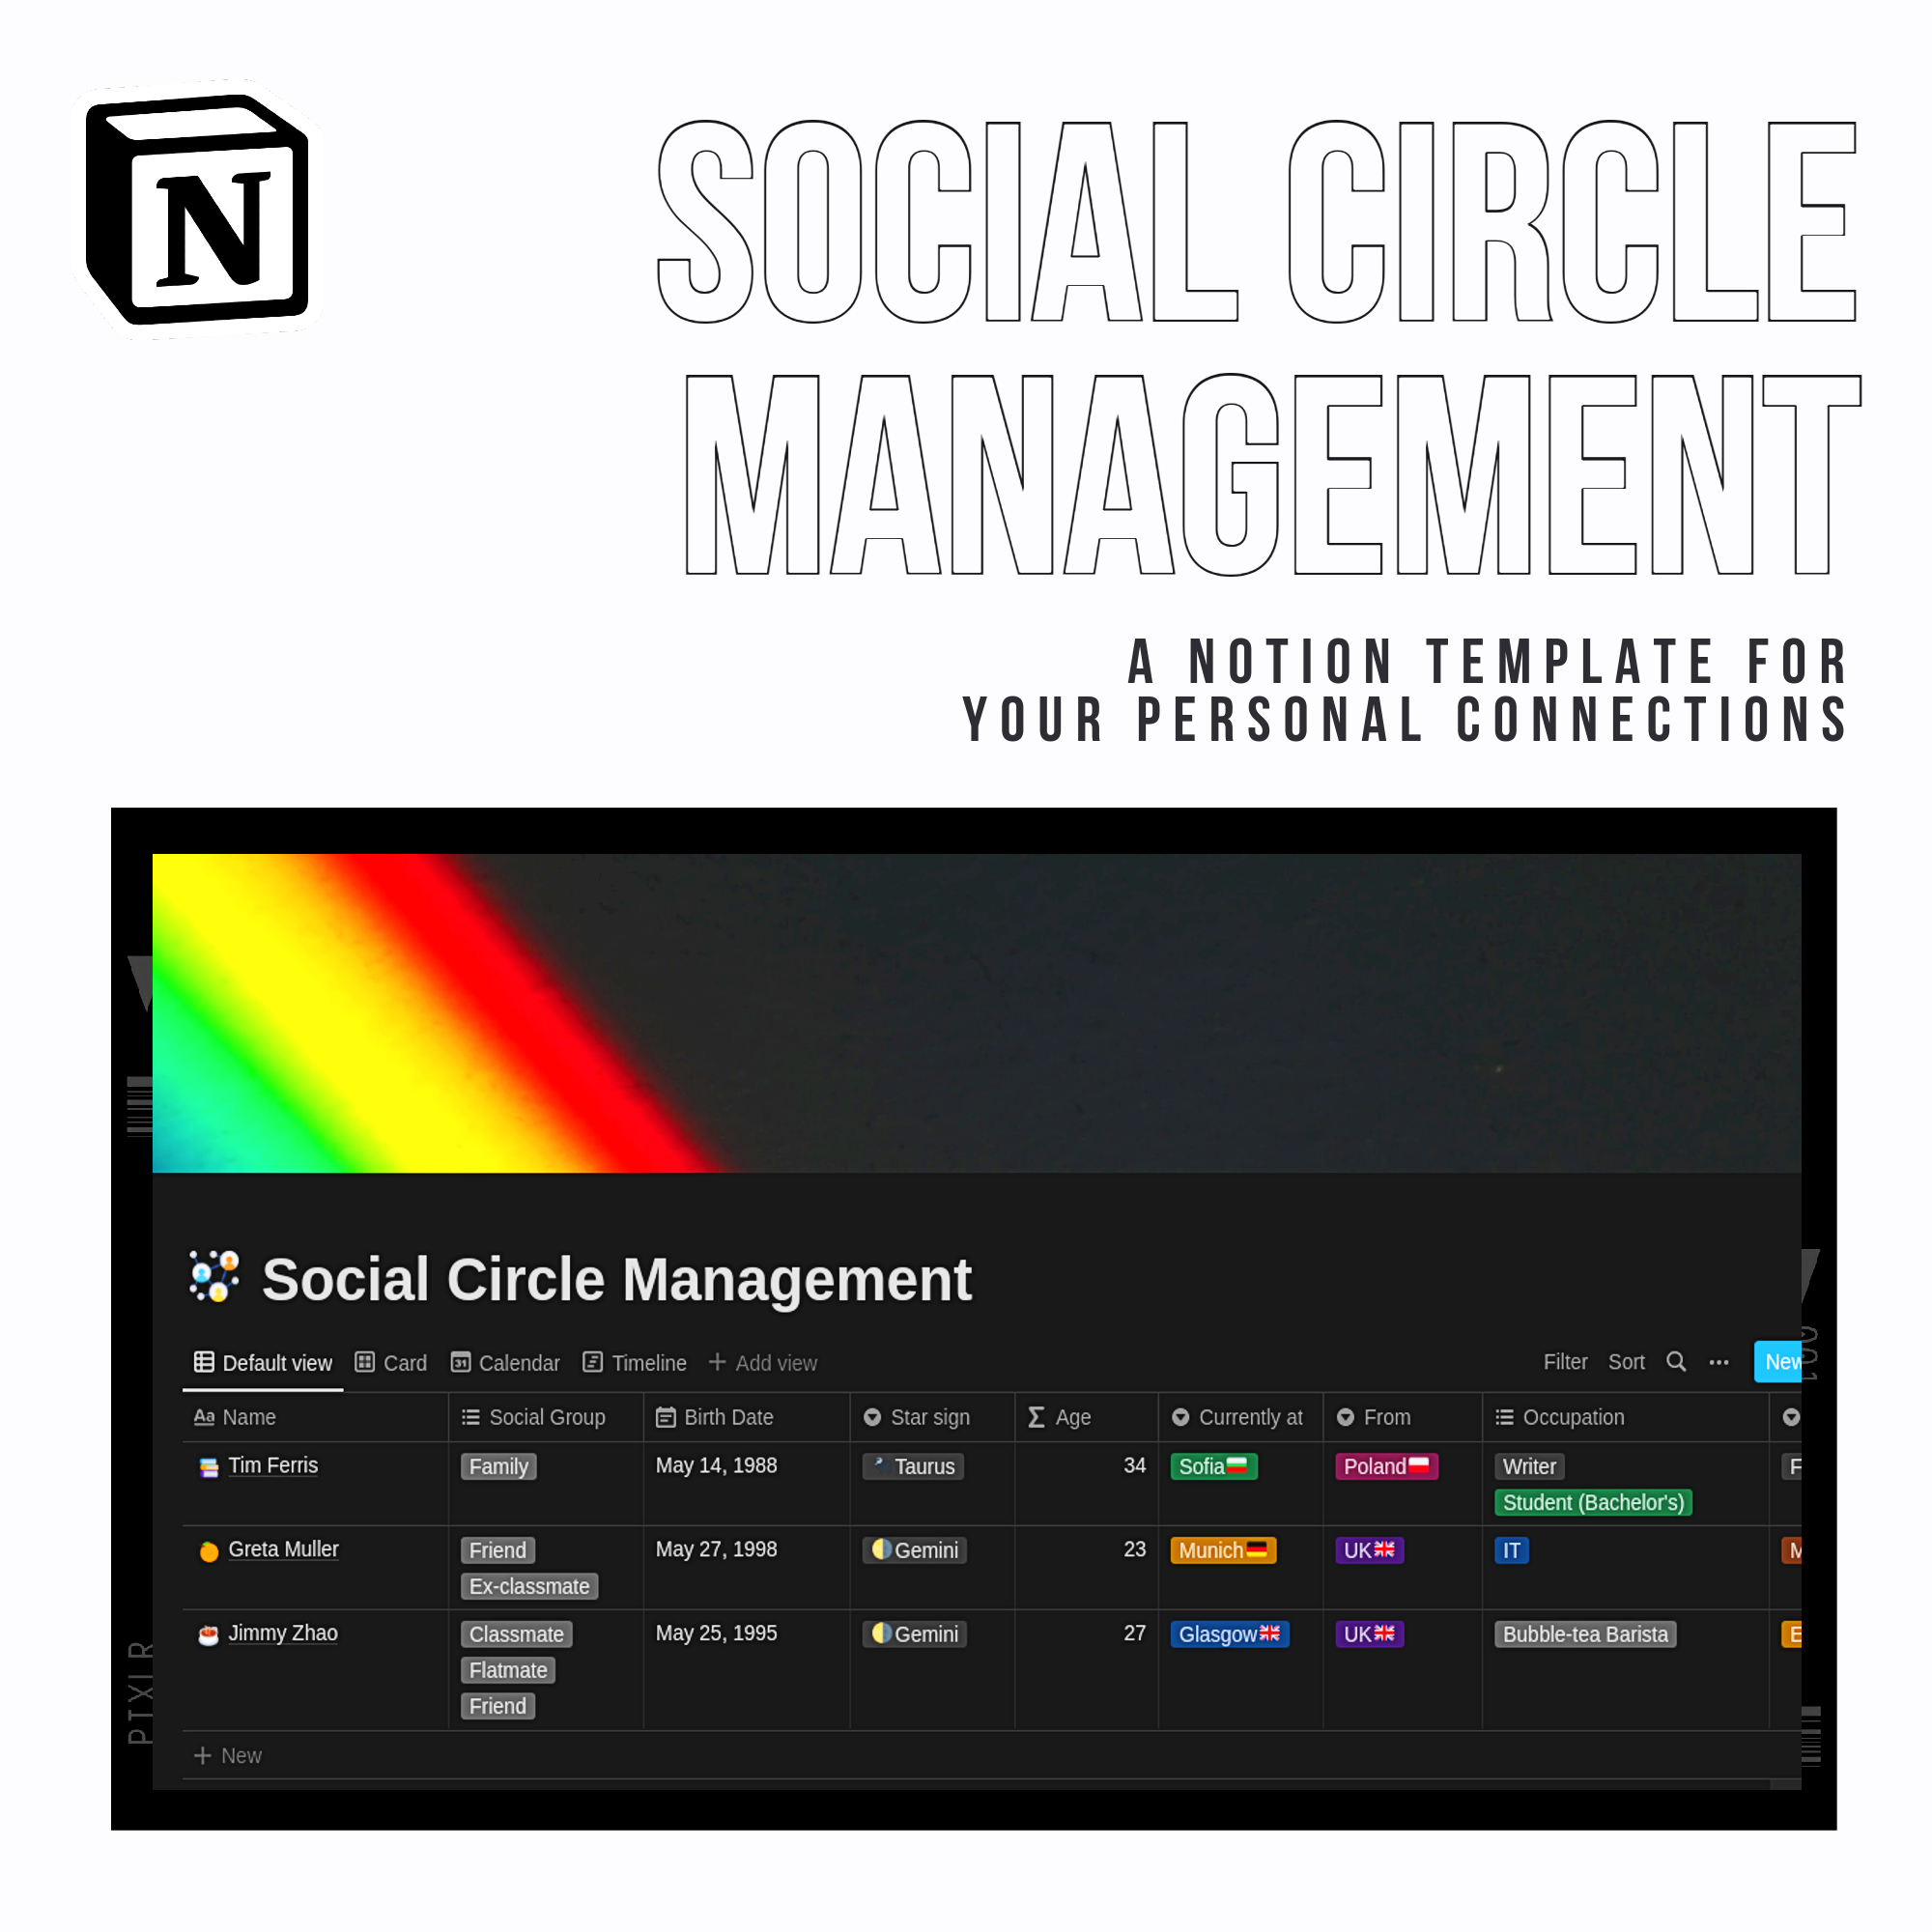 N
SOCIAL CIRCLE
MANAGEMENT
A NOTION TEMPLATE FOR
YOUR PERSONAL CONNECTIONS
Social Circle Management
Default view Card 31 Calendar Timeline + Add view Filter Sort ••• New
Aa Name Social Group Birth Date Star sign Σ Age Currently at From Occupation
Tim Ferris Family May 14, 1988 Taurus 34 Sofia Poland Writer F
Student (Bachelor's)
Greta Muller Friend May 27, 1998 Gemini 23 Munich UK IT M
Ex-classmate
Jimmy Zhao Classmate May 25, 1995 Gemini 27 Glasgow UK Bubble-tea Barista E
Flatmate
Friend
+ New
PIXLR